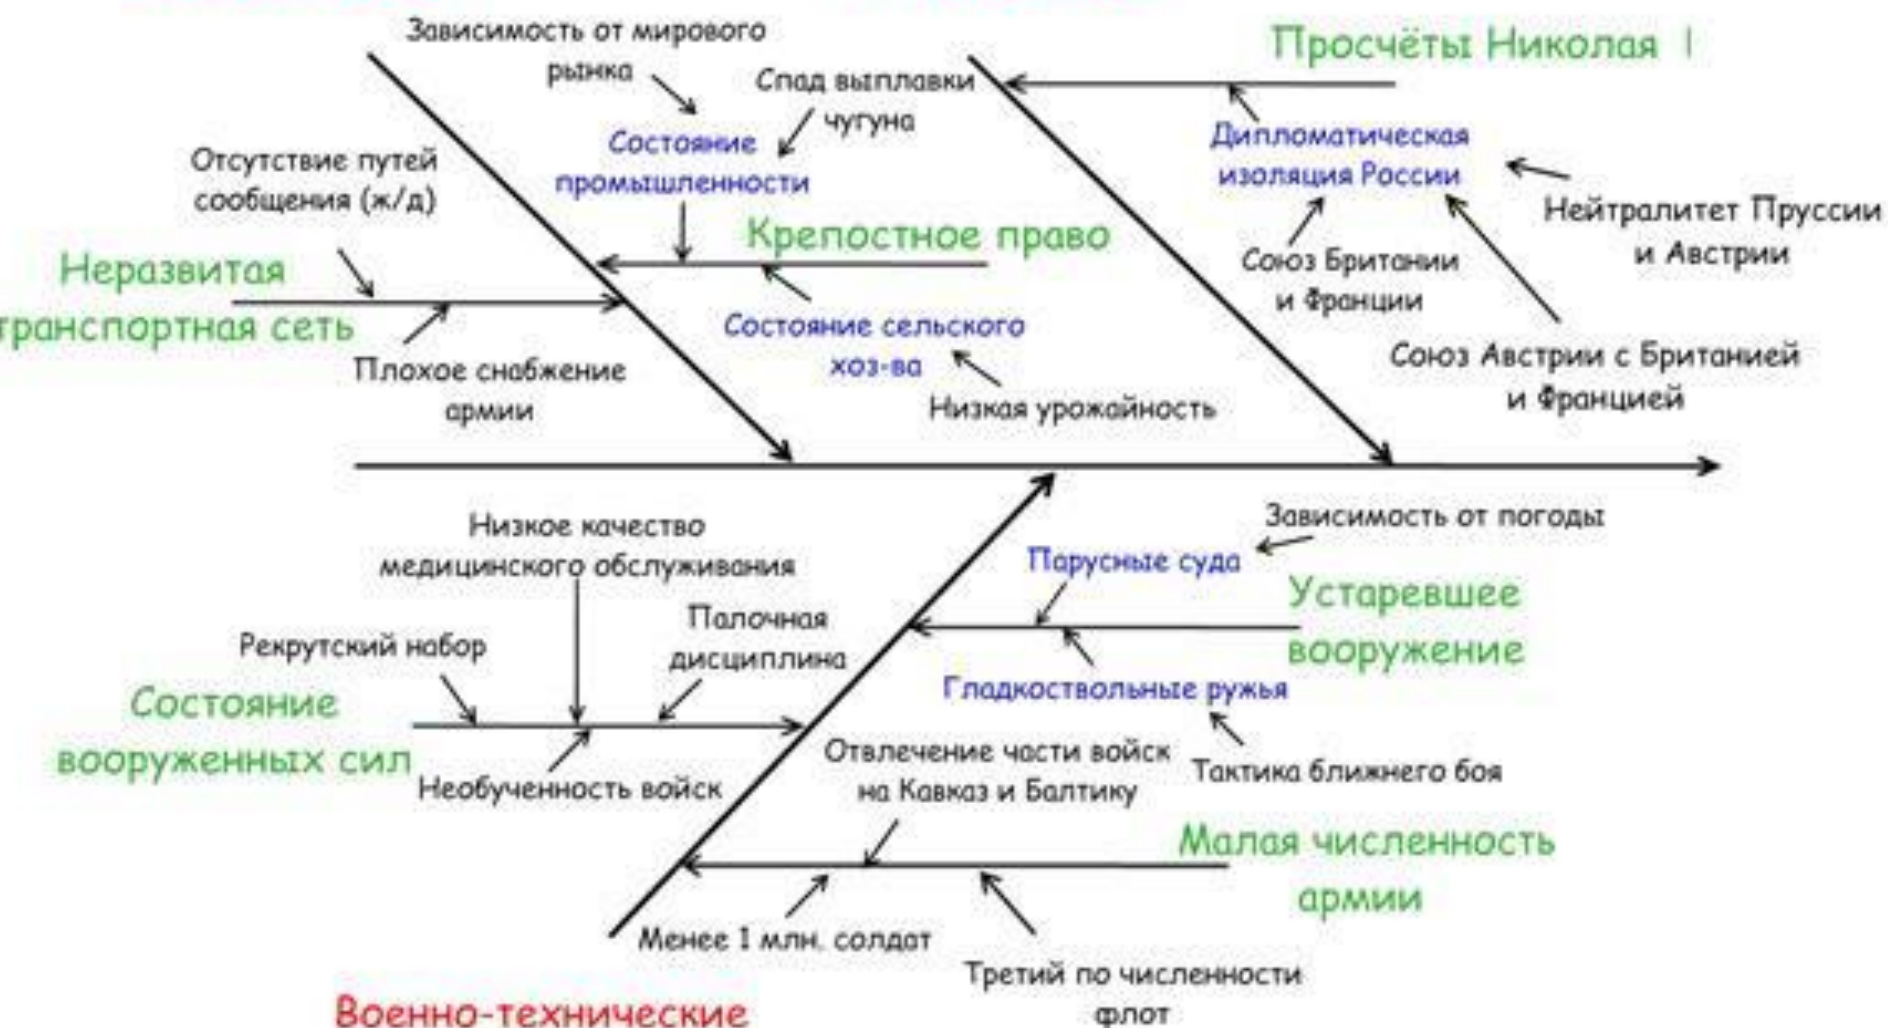 Зависимость от мирового
рынка
Спад выплавки
чугуна
Состояние
промышленности
Отсутствие путей
сообщения (ж/д)
Крепостное право
Неразвитая
транспортная сеть
Плохое снабжение
армии
Состояние сельского
хоз-ва
Низкая урожайность
Просчёты Николая I
Дипломатическая
изоляция России
Нейтралитет Пруссии
и Австрии
Союз Британии
и Франции
Союз Австрии с Британией
и Францией
Низкое качество
медицинского обслуживания
Палочная
дисциплина
Рекрутский набор
Состояние
вооруженных сил
Необученность войск
Зависимость от погоды
Парусные суда
Устаревшее
вооружение
Гладкоствольные ружья
Тактика ближнего боя
Отвлечение части войск
на Кавказ и Балтику
Малая численность
армии
Менее 1 млн. солдат
Третий по численности
флот
Военно-технические